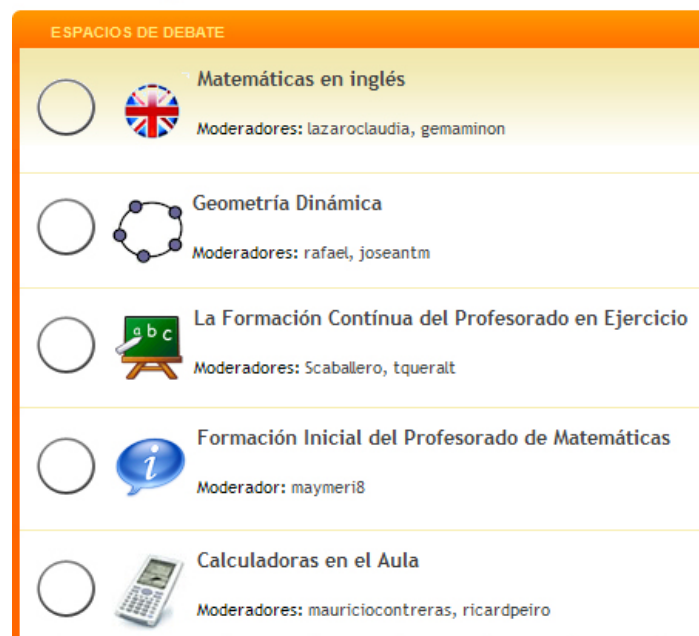 ESPACIOS DE DEBATE
Matemáticas en inglés
Moderadores: lazaroclaudia, gemaminon
Geometría Dinámica
Moderadores: rafael, joseantm
La Formación Contínua del Profesorado en Ejercicio
a b c
Moderadores: Scaballero, tqueralt
Formación Inicial del Profesorado de Matemáticas
i
Moderador: maymeri8
Calculadoras en el Aula
Moderadores: mauriciocontreras, ricardpeiro